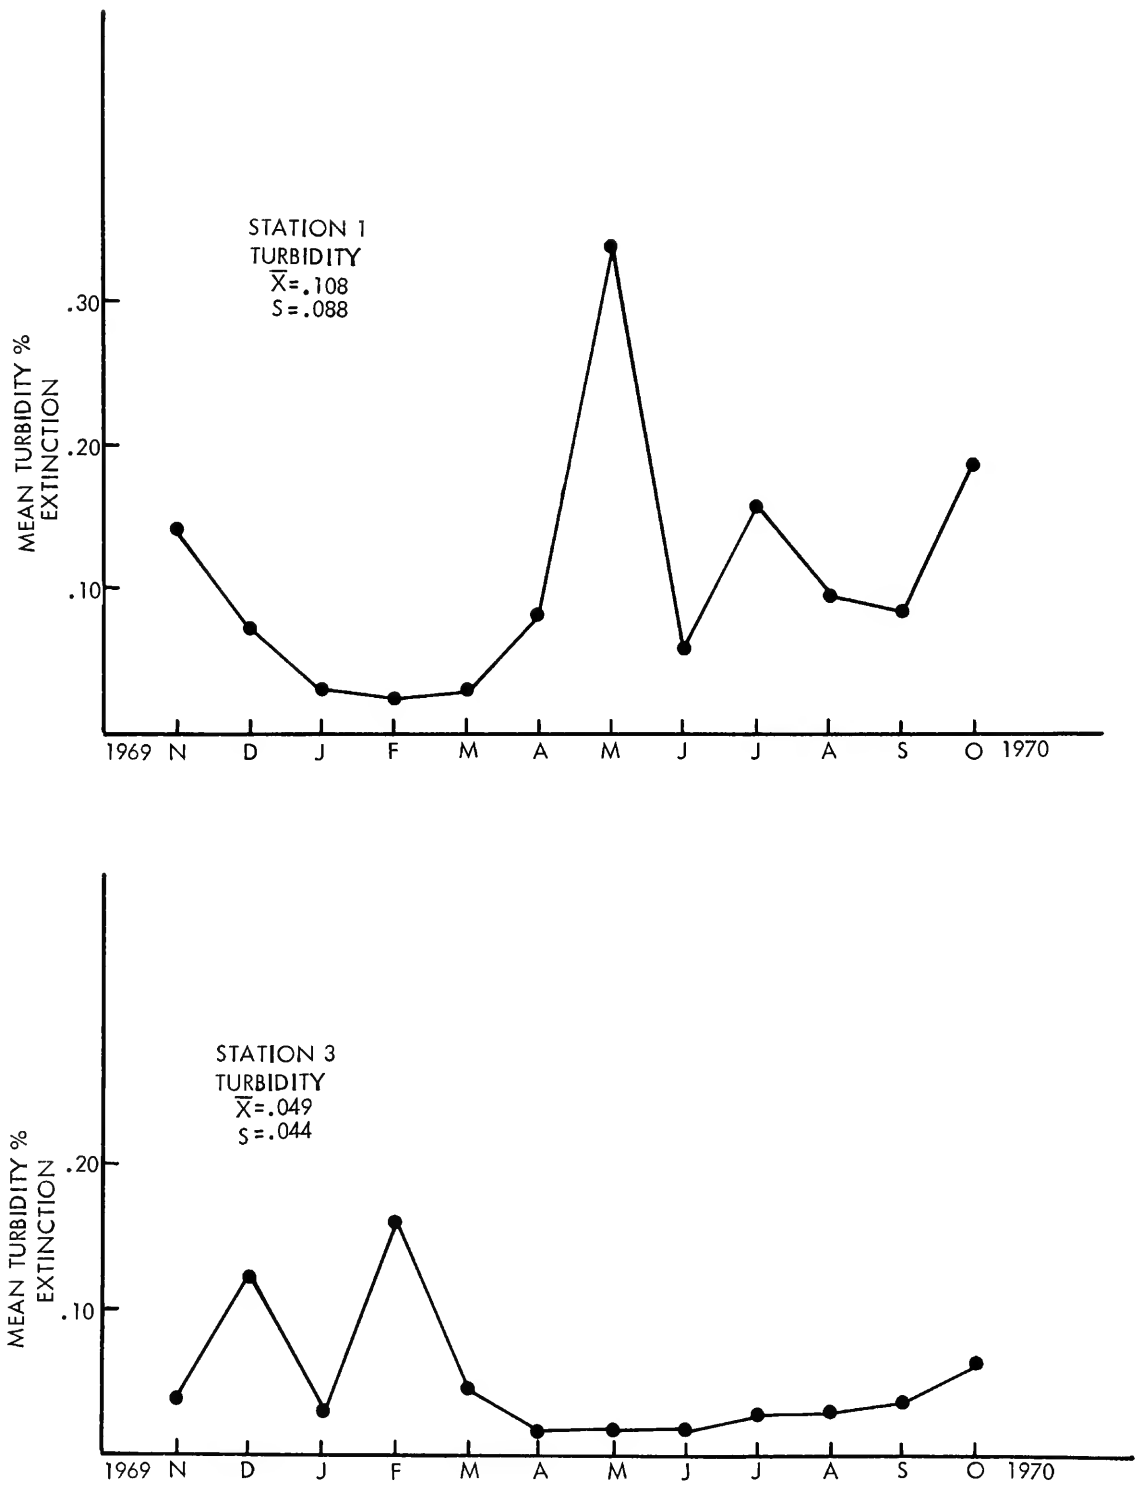 STATION 1
TURBIDITY
X̅=.108
S=.088
MEAN TURBIDITY %
EXTINCTION
.30
.20
.10
1969 N D J F M A M J J A S O 1970
STATION 3
TURBIDITY
X̅=.049
S=.044
MEAN TURBIDITY %
EXTINCTION
.20
.10
1969 N D J F M A M J J A S O 1970